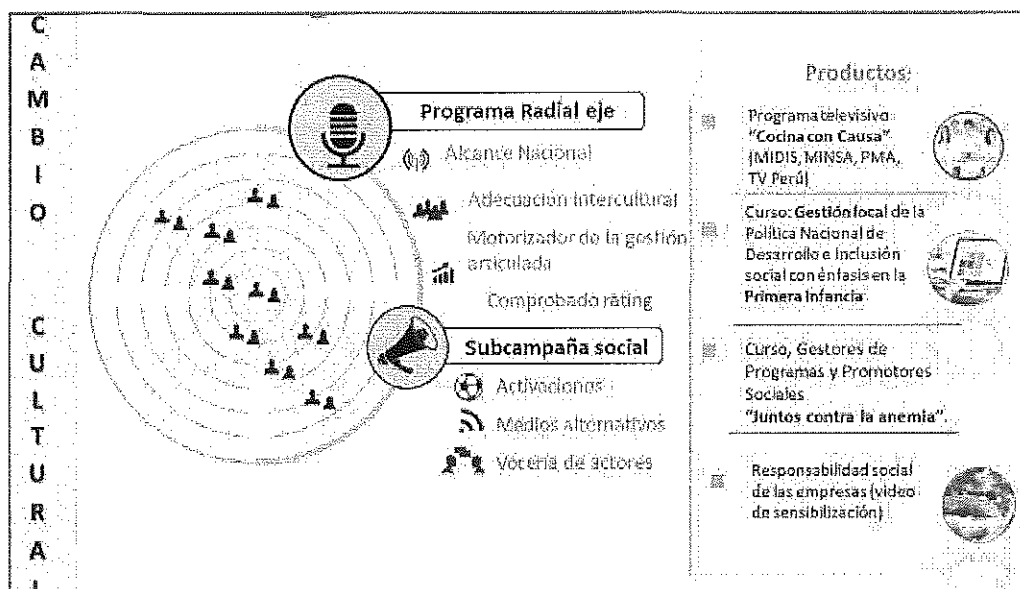 CAMBIO CULTURAL
Programa Radial eje
Alcance Nacional
Adecuación Intercultural
Motorizador de la gestión
articulada
Comprobado rating
Subcampaña social
Activaciones
Medios alternativos
Vocería de actores
Productos
Programa televisivo
"Cocina con Causa"
(MIDIS, MINSA, PMA,
TV Perú)
Curso: Gestión local de la
Política Nacional de
Desarrollo e Inclusión
social con énfasis en la
Primera Infancia
Curso, Gestores de
Programas y Promotores
Sociales
"Juntos contra la anemia".
Responsabilidad social
de las empresas (video
de sensibilización)